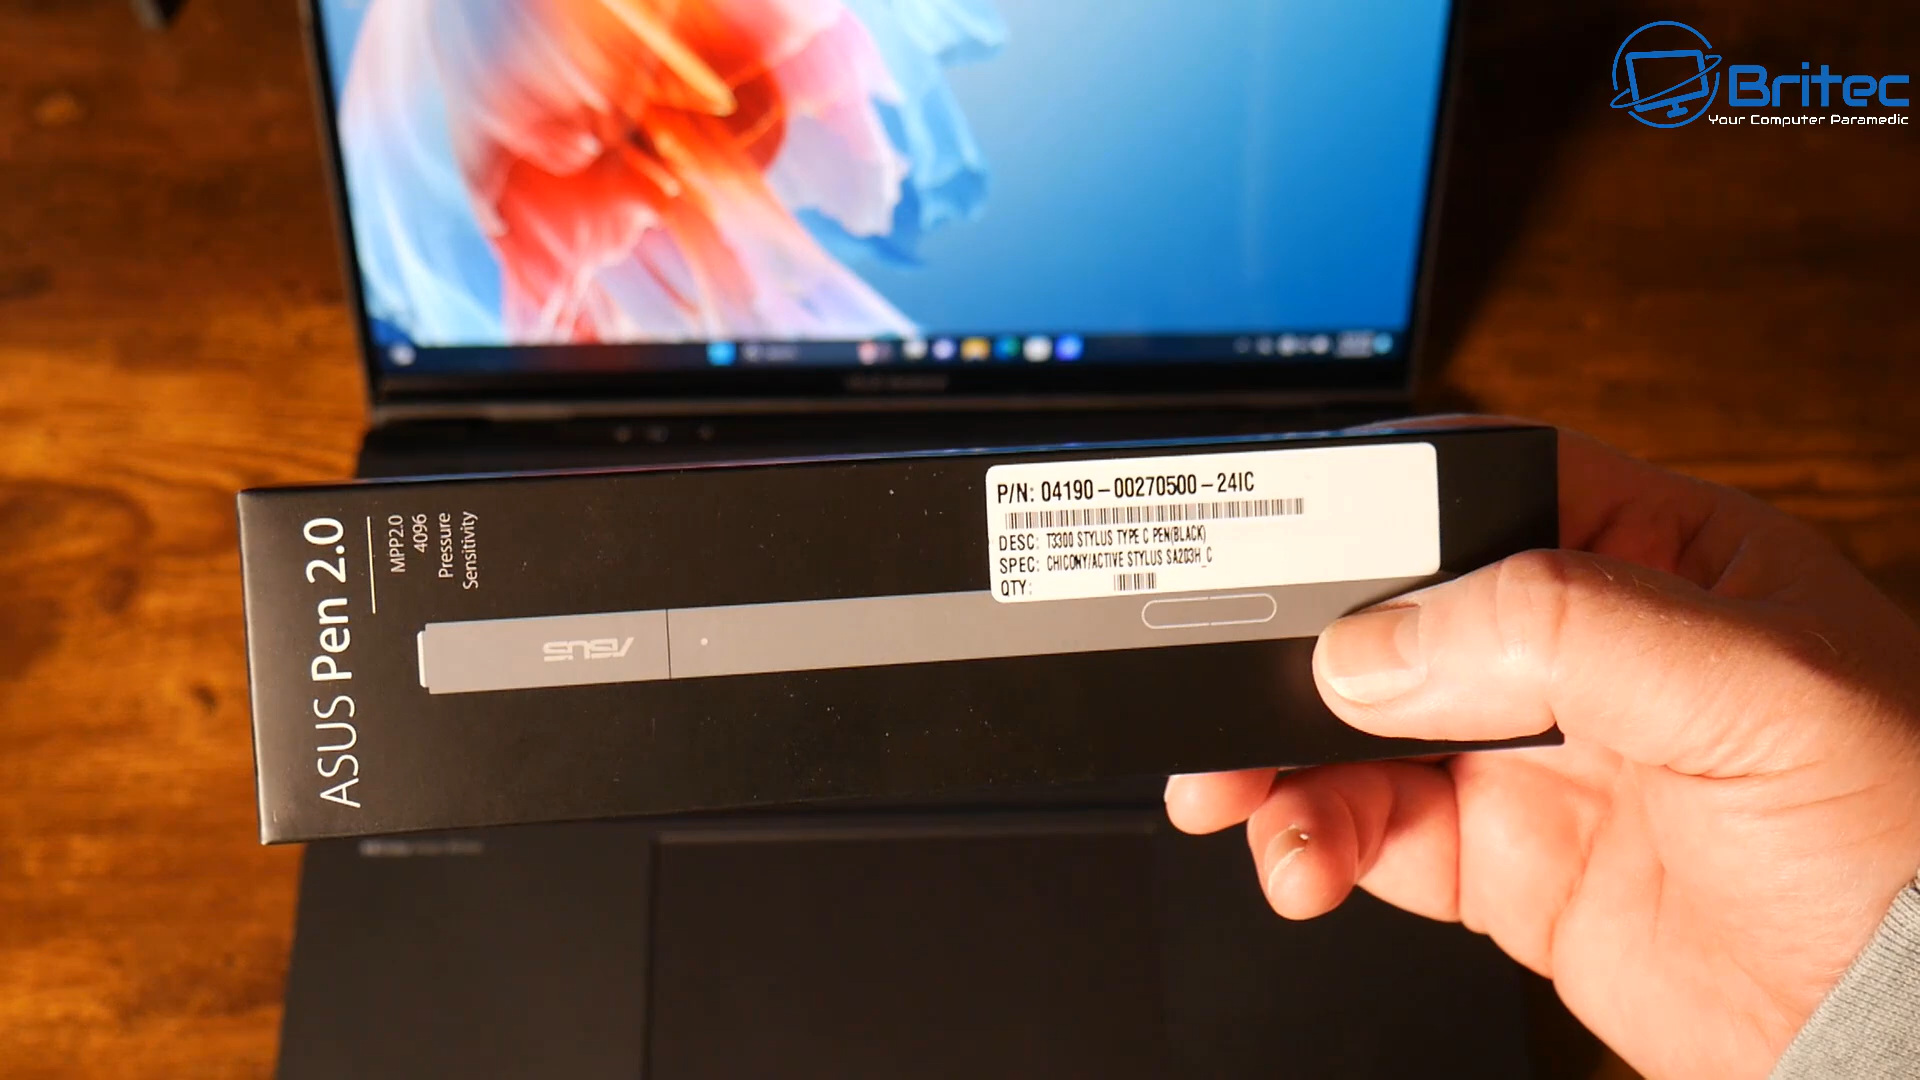 Britec
Your Computer Paramedic
ASUS Pen 2.0
MPP2.0
4096
Pressure
Sensitivity
P/N: 04190-00270500-24IC
DESC: T3300 STYLUS TYPE C PEN(BLACK)
SPEC: CHICONY/ACTIVE STYLUS SA203H_C
QTY:
ASUS